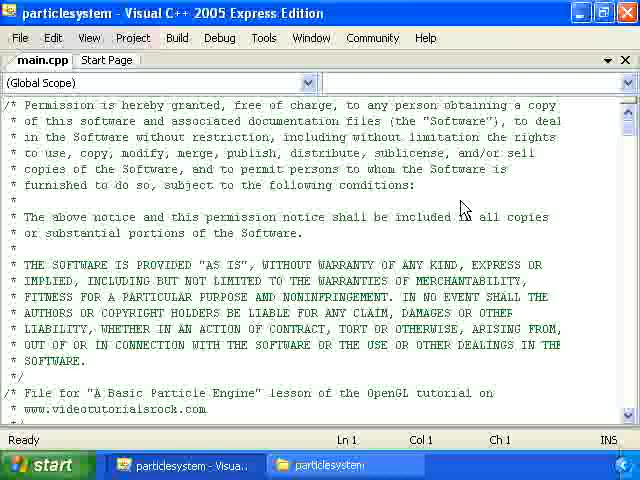 particlesystem - Visual C++ 2005 Express Edition
File Edit View Project Build Debug Tools Window Community Help
main.cpp Start Page
(Global Scope)
/* Permission is hereby granted, free of charge, to any person obtaining a copy
* of this software and associated documentation files (the "Software"), to deal
* in the Software without restriction, including without limitation the rights
* to use, copy, modify, merge, publish, distribute, sublicense, and/or sell
* copies of the Software, and to permit persons to whom the Software is
* furnished to do so, subject to the following conditions:
*
* The above notice and this permission notice shall be included in all copies
* or substantial portions of the Software.
*
* THE SOFTWARE IS PROVIDED "AS IS", WITHOUT WARRANTY OF ANY KIND, EXPRESS OR
* IMPLIED, INCLUDING BUT NOT LIMITED TO THE WARRANTIES OF MERCHANTABILITY,
* FITNESS FOR A PARTICULAR PURPOSE AND NONINFRINGEMENT. IN NO EVENT SHALL THE
* AUTHORS OR COPYRIGHT HOLDERS BE LIABLE FOR ANY CLAIM, DAMAGES OR OTHER
* LIABILITY, WHETHER IN AN ACTION OF CONTRACT, TORT OR OTHERWISE, ARISING FROM,
* OUT OF OR IN CONNECTION WITH THE SOFTWARE OR THE USE OR OTHER DEALINGS IN THE
* SOFTWARE.
*/
/* File for "A Basic Particle Engine" lesson of the OpenGL tutorial on
* www.videotutorialsrock.com
*/
Ready Ln 1 Col 1 Ch 1 INS
start particlesystem - Visua... particlesystem